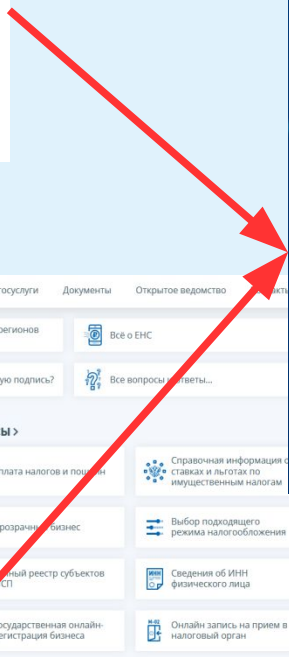 госуслуги Документы Открытое ведомство
регионов Всё о ЕНС
ую подпись? Все вопросы и ответы...
Ы >
плата налогов и пошлин Справочная информация о ставках и льготах по имущественным налогам
розрачный бизнес Выбор подходящего режима налогообложения
ный реестр субъектов СП ИНН Сведения об ИНН физического лица
осударственная онлайн-егистрация бизнеса Онлайн запись на прием в налоговый орган